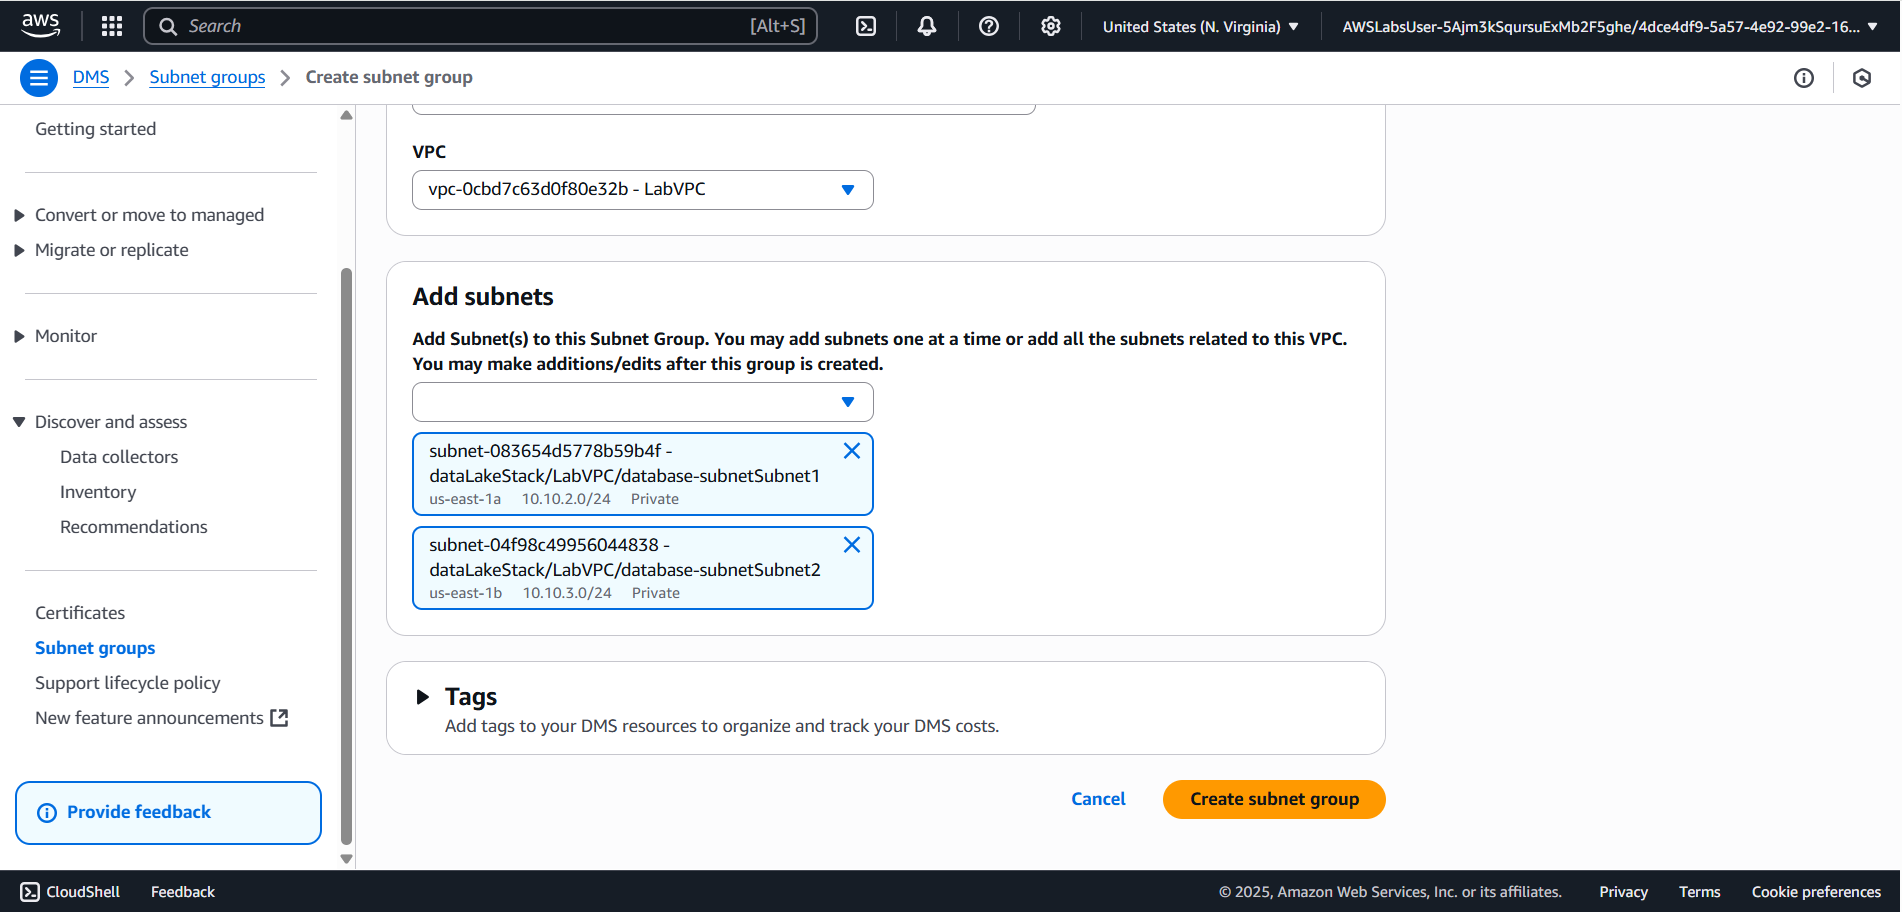 aws
Search
[Alt+S]
United States (N. Virginia)
AWSLabsUser-5Ajm3kSqursuExMb2F5ghe/4dce4df9-5a57-4e92-99e2-16...
DMS
Subnet groups
Create subnet group
Getting started
Convert or move to managed
Migrate or replicate
Monitor
Discover and assess
Data collectors
Inventory
Recommendations
Certificates
Subnet groups
Support lifecycle policy
New feature announcements
Provide feedback
VPC
vpc-0cbd7c63d0f80e32b - LabVPC
Add subnets
Add Subnet(s) to this Subnet Group. You may add subnets one at a time or add all the subnets related to this VPC.
You may make additions/edits after this group is created.
subnet-083654d5778b59b4f -
dataLakeStack/LabVPC/database-subnetSubnet1
us-east-1a 10.10.2.0/24 Private
subnet-04f98c49956044838 -
dataLakeStack/LabVPC/database-subnetSubnet2
us-east-1b 10.10.3.0/24 Private
Tags
Add tags to your DMS resources to organize and track your DMS costs.
Cancel
Create subnet group
CloudShell
Feedback
© 2025, Amazon Web Services, Inc. or its affiliates.
Privacy
Terms
Cookie preferences